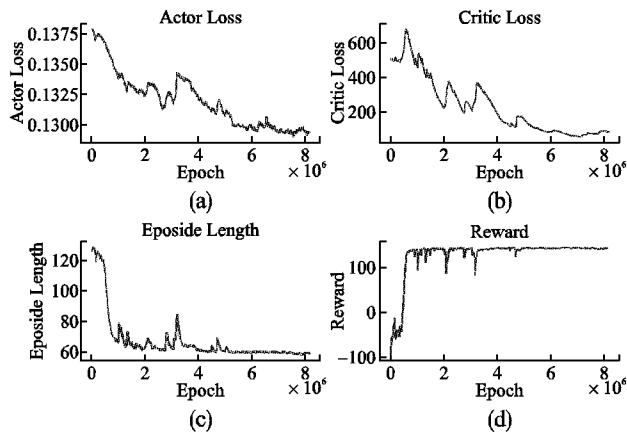 Actor Loss
0.1375
0.1350
0.1325
0.1300
Actor Loss
0 2 4 6 8
Epoch × 10⁶
(a)
Critic Loss
600
400
200
Critic Loss
0 2 4 6 8
Epoch × 10⁶
(b)
Eposide Length
120
100
80
60
Eposide Length
0 2 4 6 8
Epoch × 10⁶
(c)
Reward
100
0
−100
Reward
0 2 4 6 8
Epoch × 10⁶
(d)